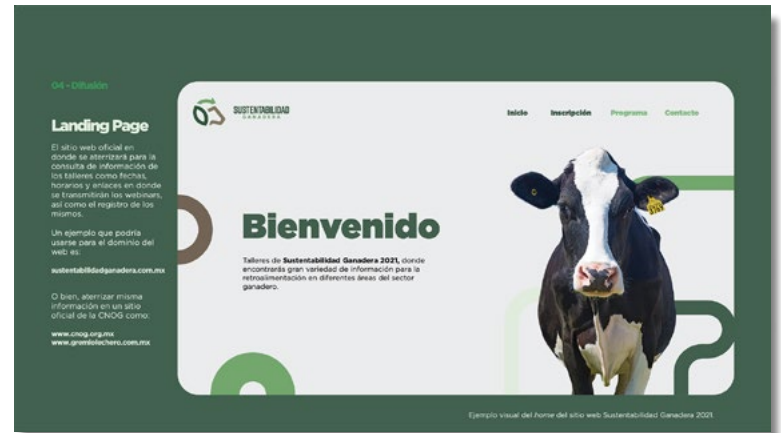 04 - Difusión
Landing Page
El sitio web oficial en
donde se aterrizará para la
consulta de información de
los talleres como fechas,
horarios y enlaces en donde
se transmitirán los webinars,
así como el registro de los
mismos.
Un ejemplo que podría
usarse para el dominio del
web es:
sustentabilidadganadera.com.mx
O bien, aterrizar misma
información en un sitio
oficial de la CNOG como:
www.cnog.org.mx
www.gremiolechero.com.mx
SUSTENTABILIDAD
GANADERA
Inicio Inscripción Programa Contacto
Bienvenido
Talleres de Sustentabilidad Ganadera 2021, donde
encontrarás gran variedad de información para la
retroalimentación en diferentes áreas del sector
ganadero.
Ejemplo visual del home del sitio web Sustentabilidad Ganadera 2021.